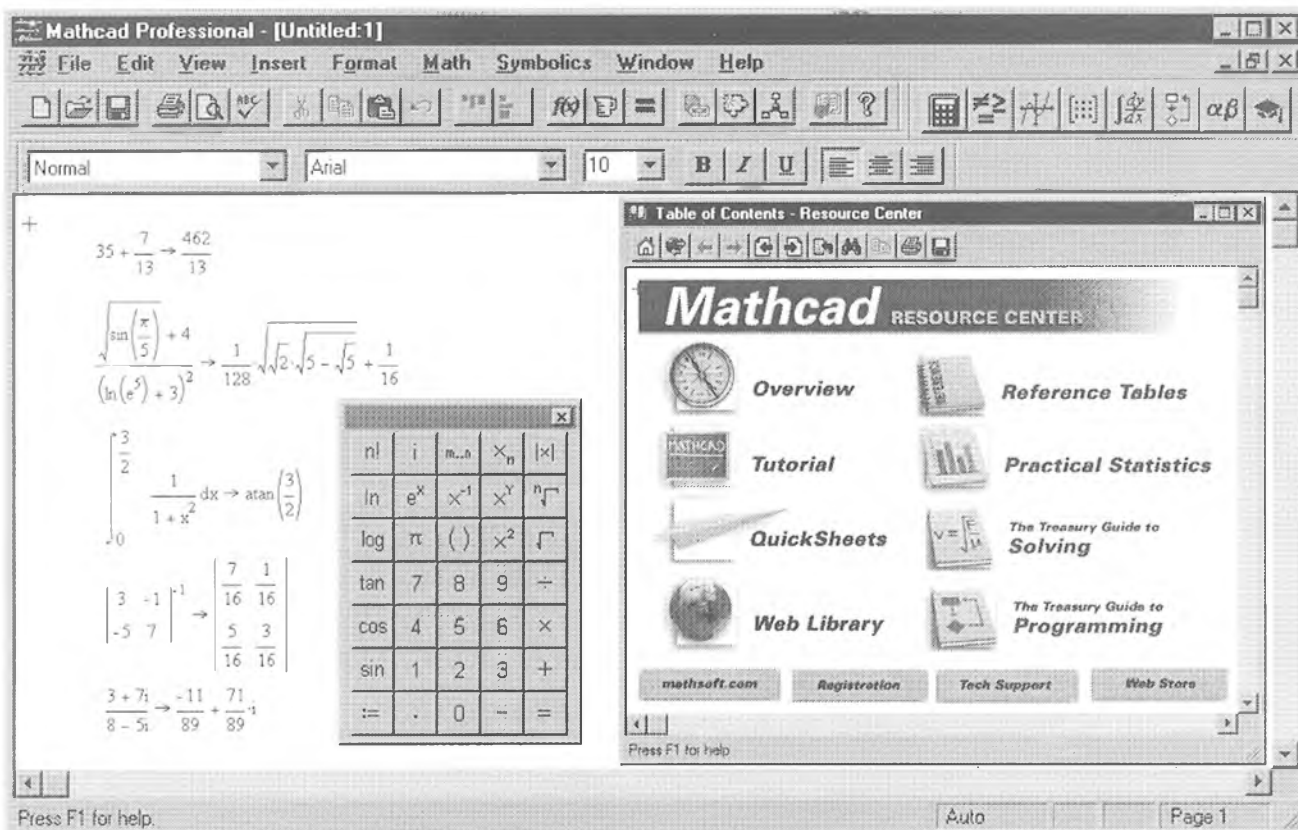 Mathcad Professional - [Untitled:1]
File Edit View Insert Format Math Symbolics Window Help
ABC f(x) = ? ≠≥ ∫ dy/dx αβ
Normal Arial 10 B I U
35 + 7/13 → 462/13
(√(sin(π/5)) + 4)/(ln(e^5) + 3)^2 → 1/128·√(√2·√(5 - √5)) + 1/16
∫_0^(3/2) 1/(1 + x^2) dx → atan(3/2)
|3 -1|^-1 → |7/16 1/16|
|-5 7| |5/16 3/16|
(3 + 7i)/(8 - 5i) → -11/89 + 71/89·i
n! i m..n ×n |×|
ln e^x ×^-1 ×^Y n√
log π ( ) ×^2 √
tan 7 8 9 ÷
cos 4 5 6 ×
sin 1 2 3 +
:= . 0 − =
Table of Contents - Resource Center
Mathcad RESOURCE CENTER
Overview
Reference Tables
MATHCAD
Tutorial
Practical Statistics
QuickSheets
The Treasury Guide to
Solving
Web Library
The Treasury Guide to
Programming
mathsoft.com Registration Tech Support Web Store
Press F1 for help
Press F1 for help. Auto Page 1